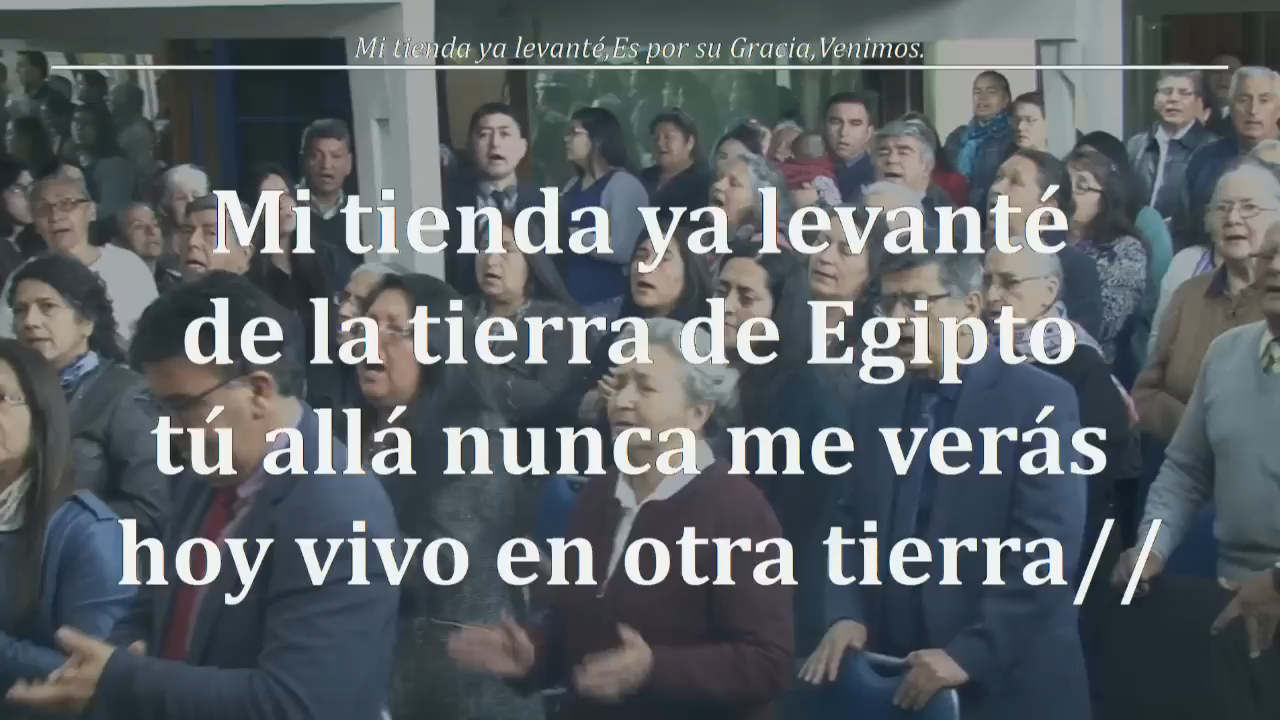 Mi tienda ya levanté,Es por su Gracia,Venimos.
Mi tienda ya levanté
de la tierra de Egipto
tú allá nunca me verás
hoy vivo en otra tierra//